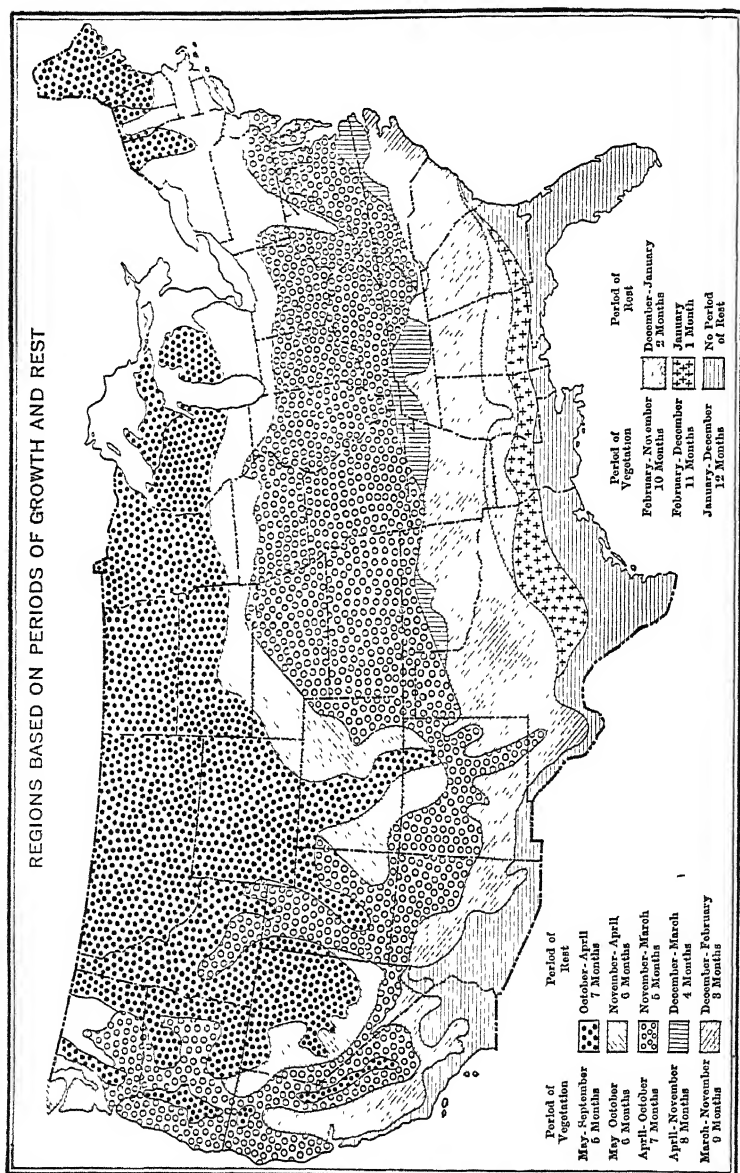 REGIONS BASED ON PERIODS OF GROWTH AND REST
Period of
Vegetation
Period of
Rest
May-September
5 Months
October-April
7 Months
May October
6 Months
November-April
6 Months
April-October
7 Months
November-March
5 Months
April-November
8 Months
December-March
4 Months
March-November
9 Months
December-February
3 Months
Period of
Vegetation
Period of
Rest
February-November
10 Months
December-January
2 Months
February-December
11 Months
January
1 Month
January-December
12 Months
No Period
of Rest